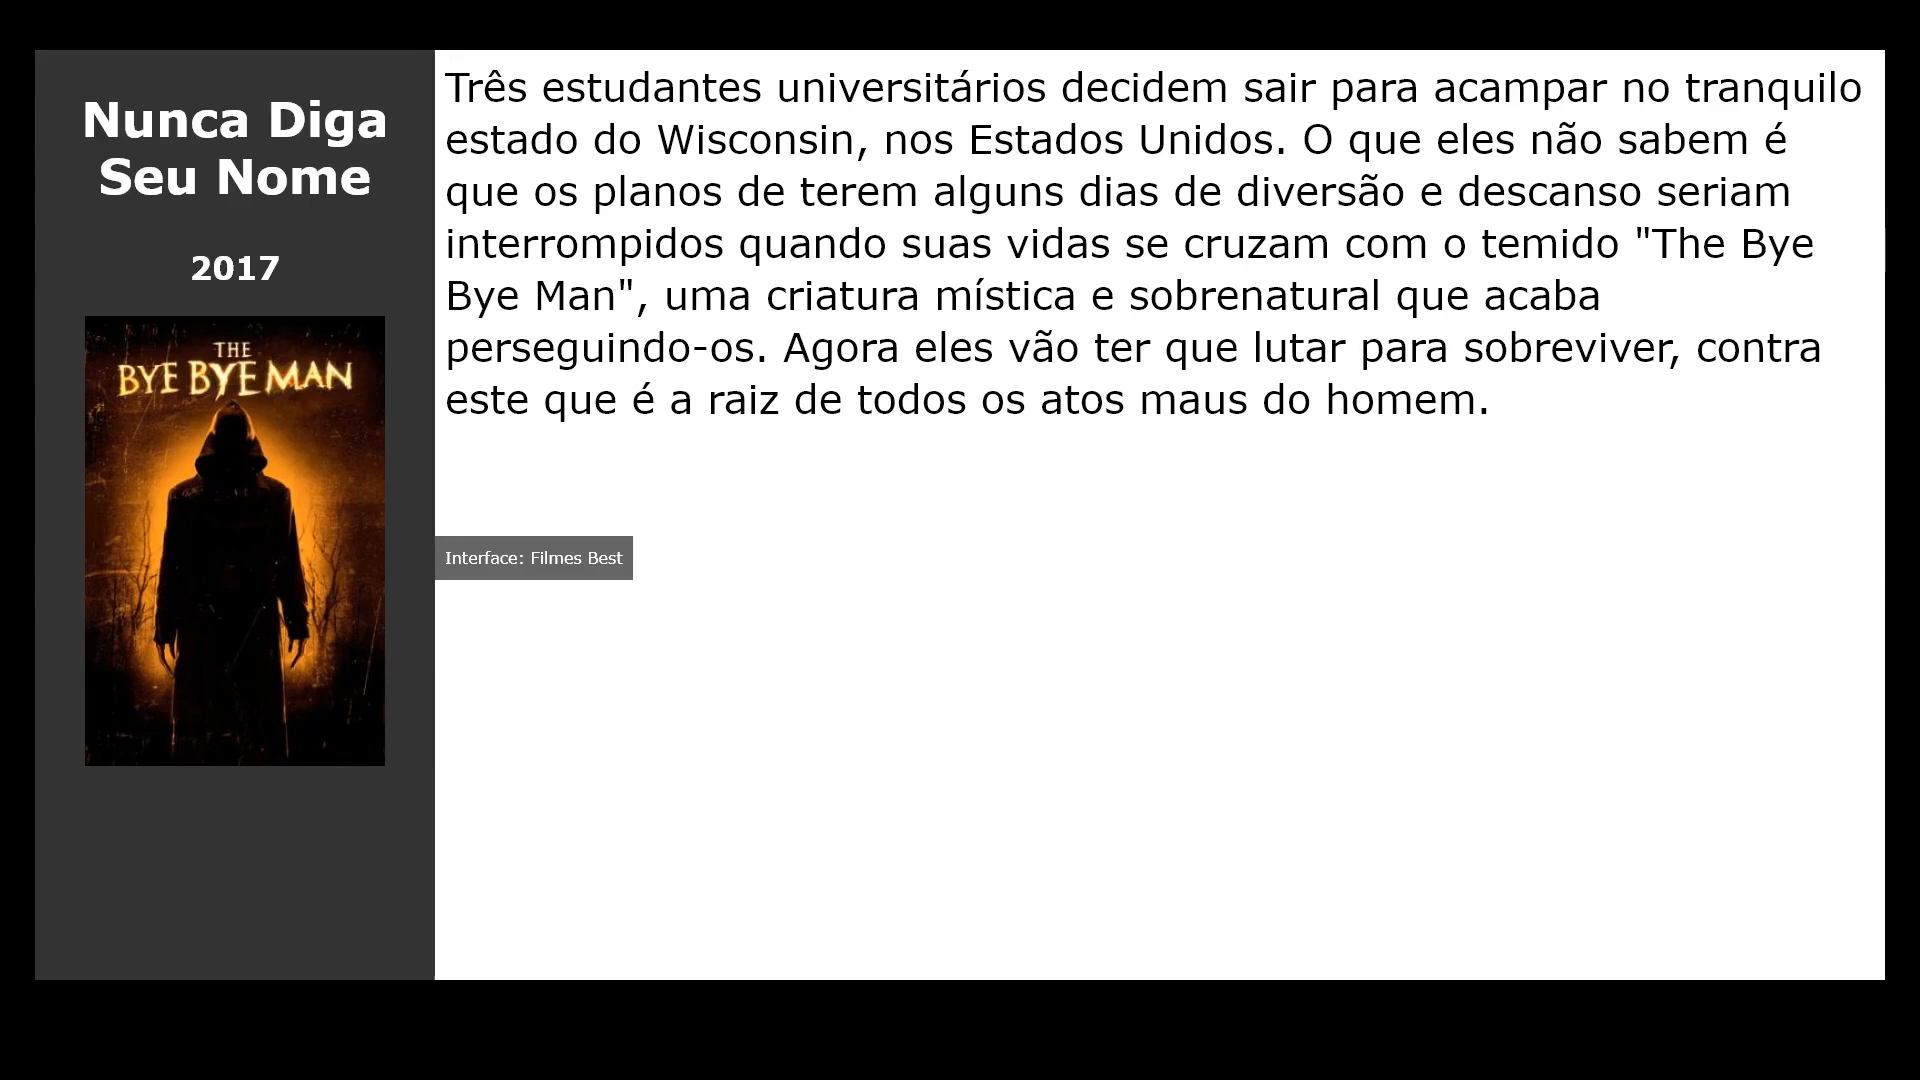 Nunca Diga
Seu Nome
2017
THE
BYE BYE MAN
Três estudantes universitários decidem sair para acampar no tranquilo
estado do Wisconsin, nos Estados Unidos. O que eles não sabem é
que os planos de terem alguns dias de diversão e descanso seriam
interrompidos quando suas vidas se cruzam com o temido "The Bye
Bye Man", uma criatura mística e sobrenatural que acaba
perseguindo-os. Agora eles vão ter que lutar para sobreviver, contra
este que é a raiz de todos os atos maus do homem.
Interface: Filmes Best